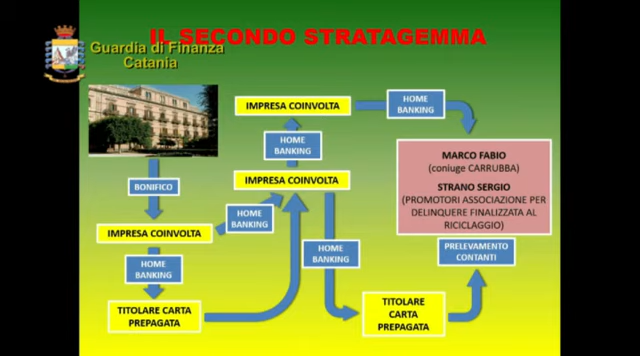 IL SECONDO STRATAGEMMA
Guardia di Finanza
Catania
IMPRESA COINVOLTA
HOME
BANKING
HOME
BANKING
MARCO FABIO
(coniuge CARRUBBA)
STRANO SERGIO
(PROMOTORI ASSOCIAZIONE PER
DELINQUERE FINALIZZATA AL
RICICLAGGIO)
BONIFICO
IMPRESA COINVOLTA
HOME
BANKING
IMPRESA COINVOLTA
HOME
BANKING
HOME
BANKING
PRELEVAMENTO
CONTANTI
TITOLARE CARTA
PREPAGATA
TITOLARE
CARTA
PREPAGATA